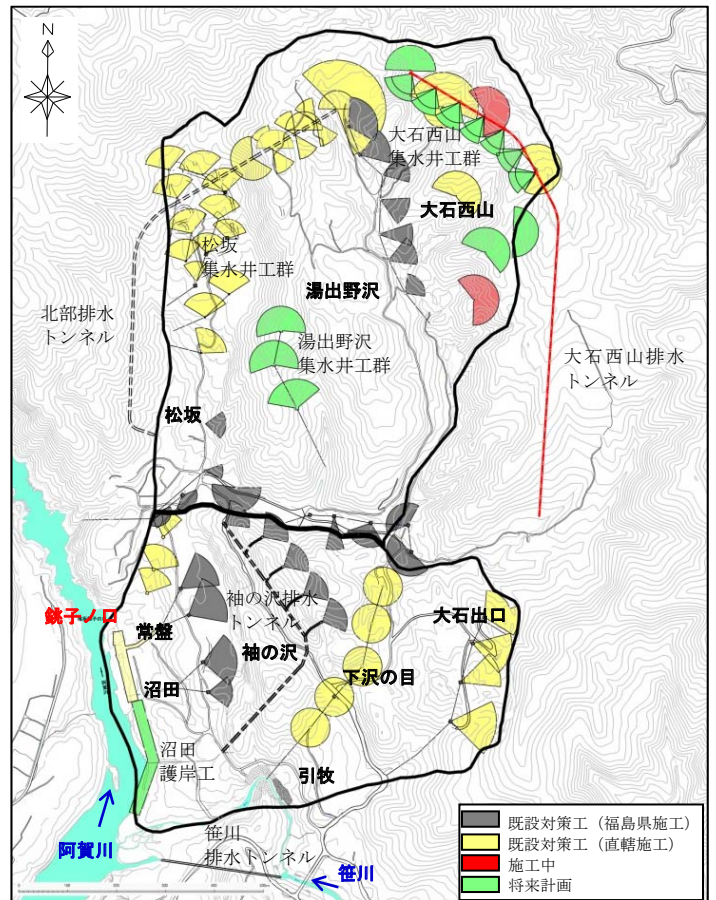 N
大石西山
集水井工群
大石西山
松坂
集水井工群
湯出野沢
北部排水
トンネル
湯出野沢
集水井工群
大石西山排水
トンネル
松坂
銚子ノ口
常盤
袖の沢排水
トンネル
大石出口
袖の沢
下沢の目
沼田
沼田
護岸工
引牧
阿賀川
笹川
排水トンネル
笹川
既設対策工（福島県施工）
既設対策工（直轄施工）
施工中
将来計画